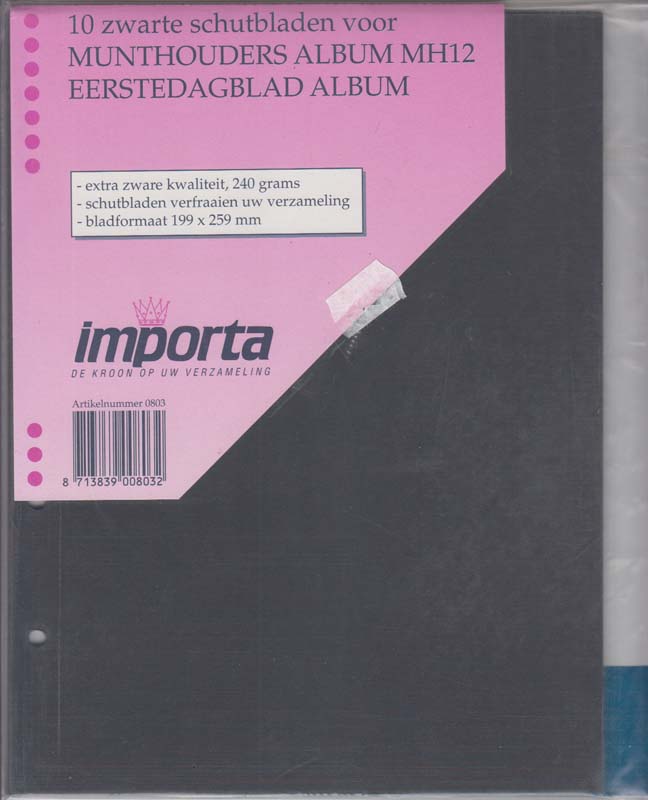 10 zwarte schutbladen voor
MUNTHOUDERS ALBUM MH12
EERSTEDAGBLAD ALBUM
- extra zware kwaliteit, 240 grams
- schutbladen verfraaien uw verzameling
- bladformaat 199 x 259 mm
importa
DE KROON OP UW VERZAMELING
Artikelnummer 0803
8 713839 008032